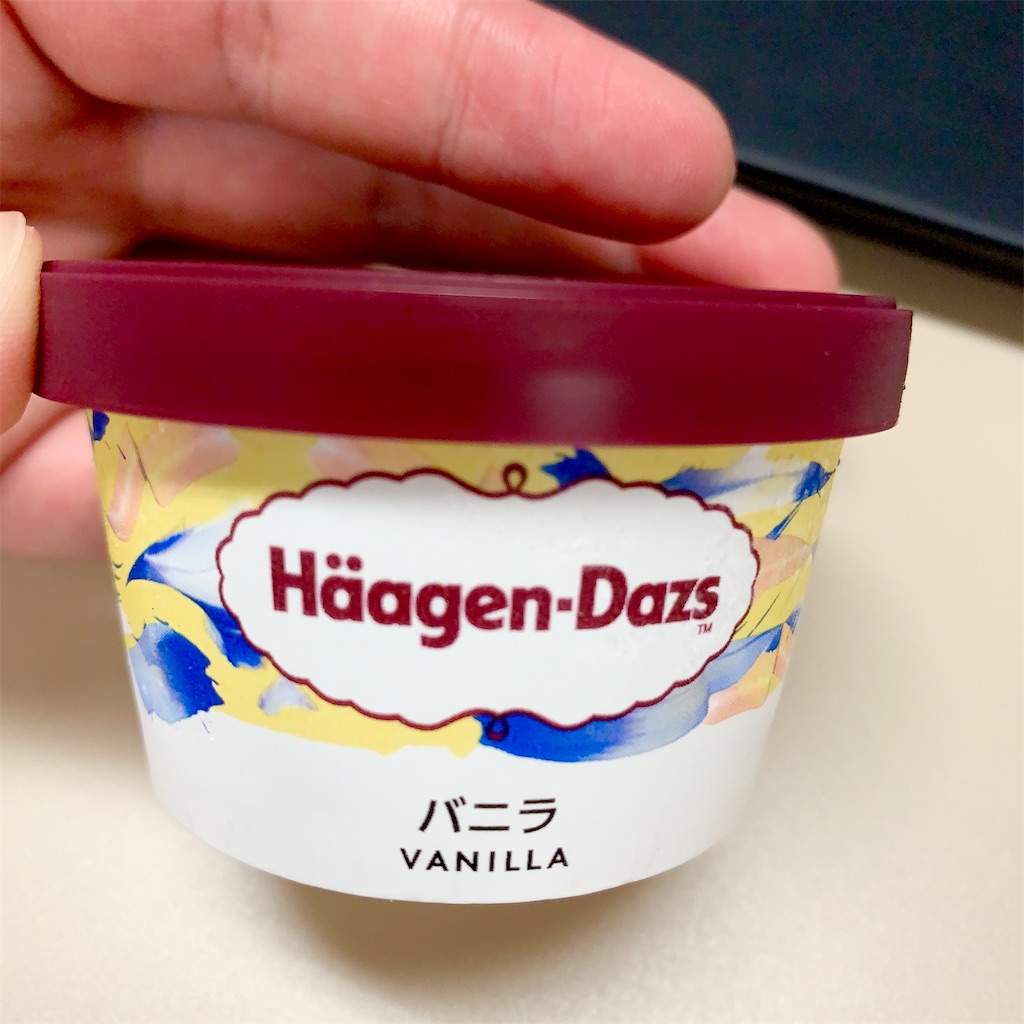 Häagen-Dazs
TM
バニラ
VANILLA